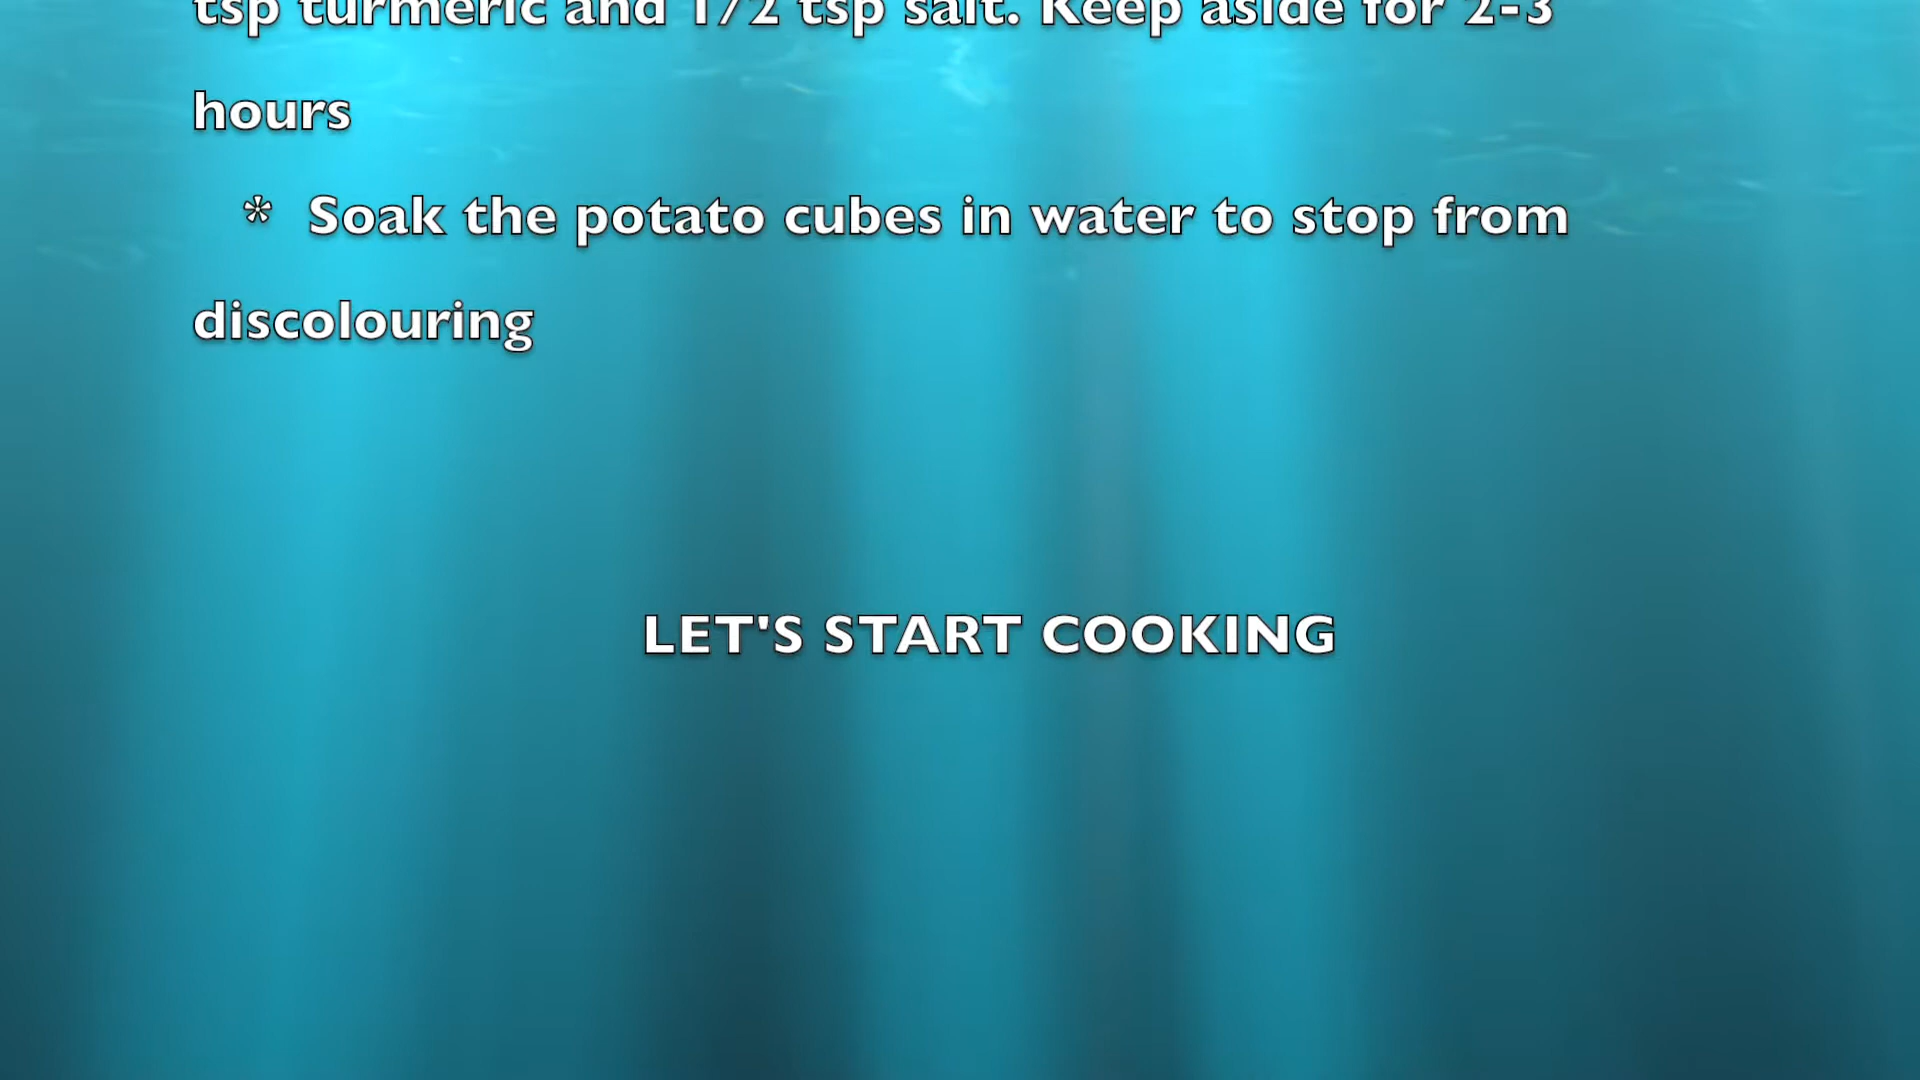 tsp turmeric and 1/2 tsp salt. Keep aside for 2-3
hours
* Soak the potato cubes in water to stop from
discolouring
LET'S START COOKING